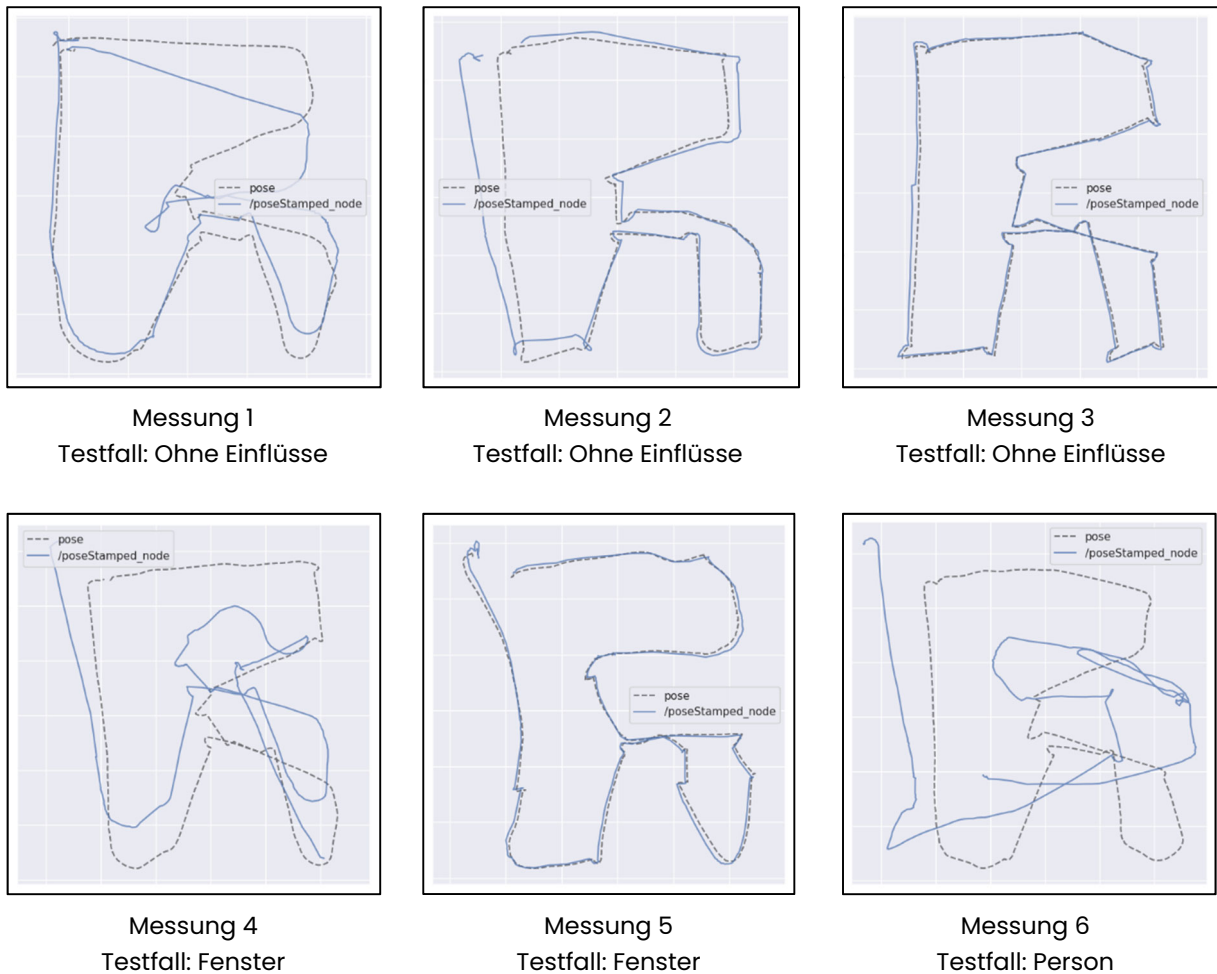 pose
/poseStamped_node
pose
/poseStamped_node
pose
/poseStamped_node
Messung 1
Testfall: Ohne Einflüsse
Messung 2
Testfall: Ohne Einflüsse
Messung 3
Testfall: Ohne Einflüsse
pose
/poseStamped_node
pose
/poseStamped_node
pose
/poseStamped_node
Messung 4
Testfall: Fenster
Messung 5
Testfall: Fenster
Messung 6
Testfall: Person